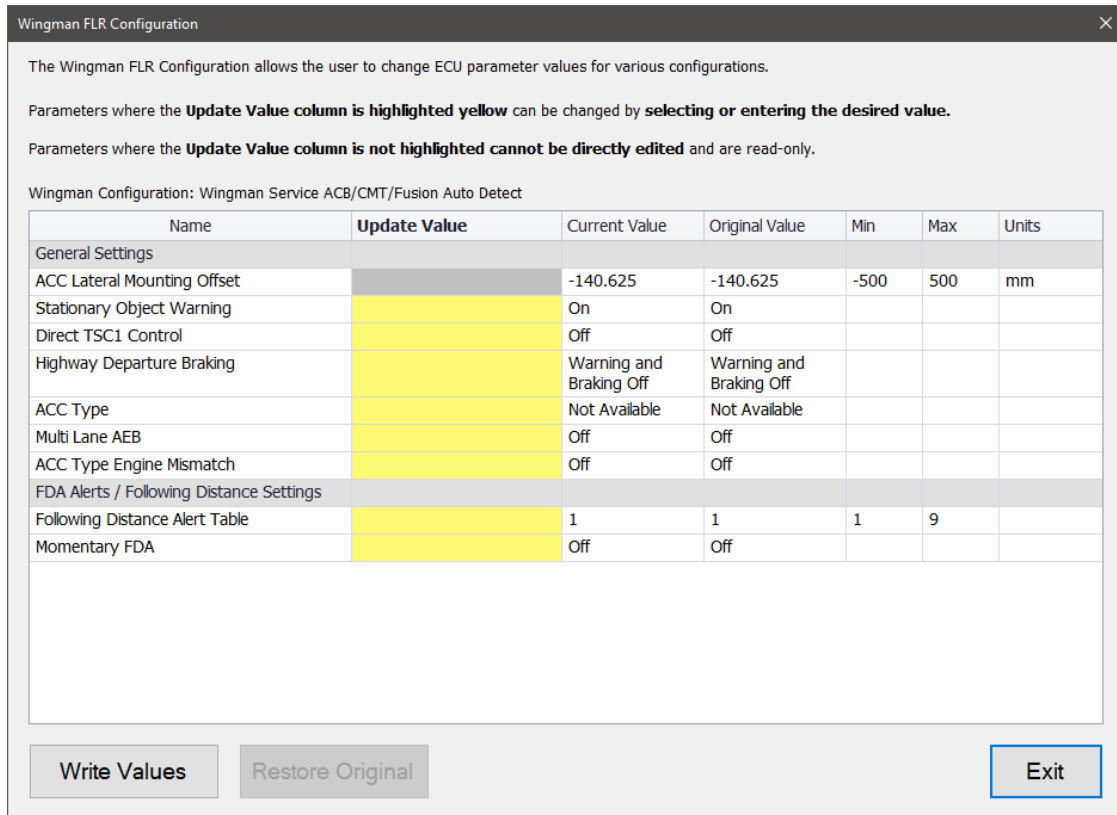 Wingman FLR Configuration
The Wingman FLR Configuration allows the user to change ECU parameter values for various configurations.
Parameters where the Update Value column is highlighted yellow can be changed by selecting or entering the desired value.
Parameters where the Update Value column is not highlighted cannot be directly edited and are read-only.
Wingman Configuration: Wingman Service ACB/CMT/Fusion Auto Detect
Name Update Value Current Value Original Value Min Max Units
General Settings
ACC Lateral Mounting Offset -140.625 -140.625 -500 500 mm
Stationary Object Warning On On
Direct TSC1 Control Off Off
Highway Departure Braking Warning and Warning and
Braking Off Braking Off
ACC Type Not Available Not Available
Multi Lane AEB Off Off
ACC Type Engine Mismatch Off Off
FDA Alerts / Following Distance Settings
Following Distance Alert Table 1 1 1 9
Momentary FDA Off Off
Write Values Restore Original Exit